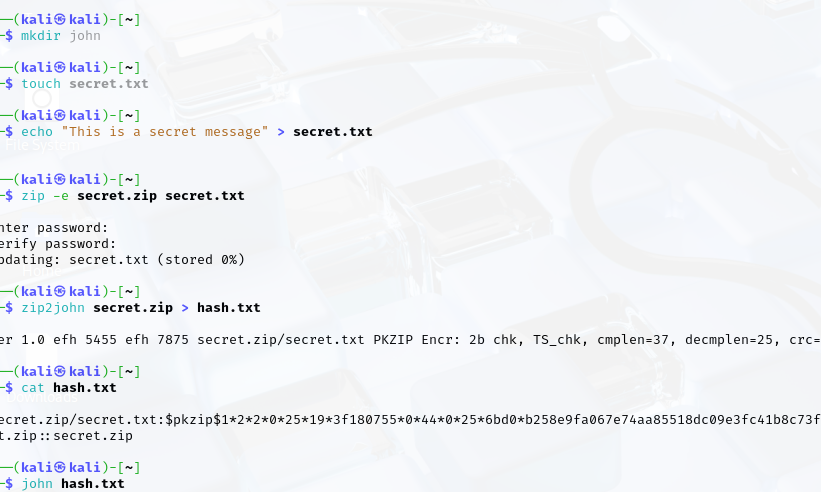 —(kali㉿kali)-[~]
-$ mkdir john
—(kali㉿kali)-[~]
-$ touch secret.txt
—(kali㉿kali)-[~]
-$ echo "This is a secret message" > secret.txt
—(kali㉿kali)-[~]
-$ zip -e secret.zip secret.txt
nter password:
erify password:
pdating: secret.txt (stored 0%)
—(kali㉿kali)-[~]
-$ zip2john secret.zip > hash.txt
er 1.0 efh 5455 efh 7875 secret.zip/secret.txt PKZIP Encr: 2b chk, TS_chk, cmplen=37, decmplen=25, crc=
—(kali㉿kali)-[~]
-$ cat hash.txt
ecret.zip/secret.txt:$pkzip$1*2*2*0*25*19*3f180755*0*44*0*25*6bd0*b258e9fa067e74aa85518dc09e3fc41b8c73f
t.zip::secret.zip
—(kali㉿kali)-[~]
-$ john hash.txt